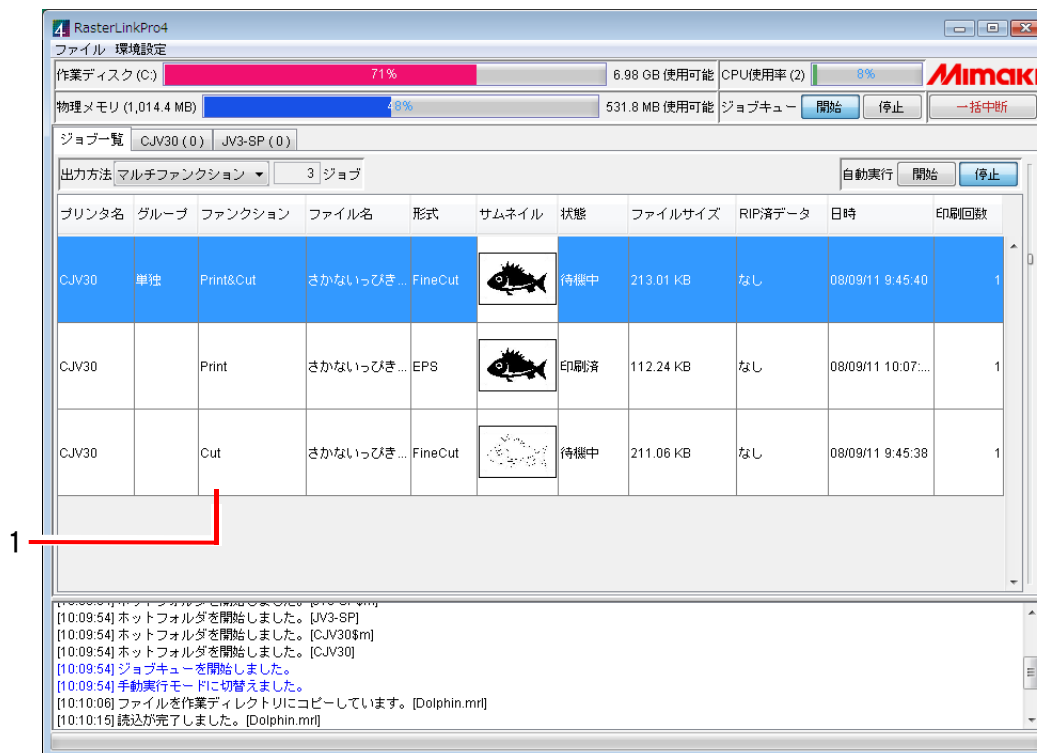 RasterLinkPro4
ファイル 環境設定
作業ディスク (C:) 71% 6.98 GB 使用可能 CPU使用率 (2) 8% Mimaki
物理メモリ (1,014.4 MB) 48% 531.8 MB 使用可能 ジョブキュー 開始 停止 一括中断
ジョブ一覧 CJV30 ( 0 ) JV3-SP ( 0 )
出力方法 マルチファンクション 3 ジョブ 自動実行 開始 停止
プリンタ名 グループ ファンクション ファイル名 形式 サムネイル 状態 ファイルサイズ RIP済データ 日時 印刷回数
CJV30 単独 Print&Cut さかないっぴき... FineCut 待機中 213.01 KB なし 08/09/11 9:45:40 1
CJV30 Print さかないっぴき... EPS 印刷済 112.24 KB なし 08/09/11 10:07:... 1
CJV30 Cut さかないっぴき... FineCut 待機中 211.06 KB なし 08/09/11 9:45:38 1
1
[10:09:54] ホットフォルダを開始しました。[JV3-SP]
[10:09:54] ホットフォルダを開始しました。[CJV30$m]
[10:09:54] ホットフォルダを開始しました。[CJV30]
[10:09:54] ジョブキューを開始しました。
[10:09:54] 手動実行モードに切替えました。
[10:10:06] ファイルを作業ディレクトリにコピーしています。[Dolphin.mrl]
[10:10:15] 読込が完了しました。[Dolphin.mrl]